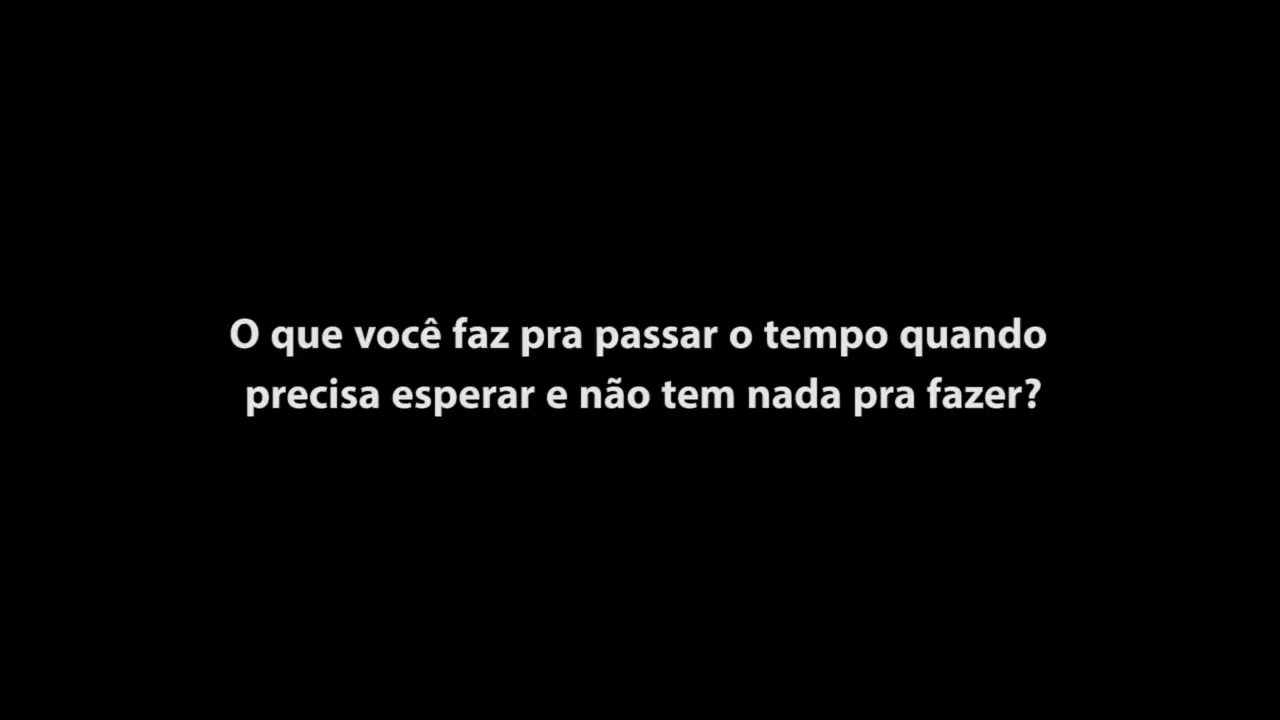 O que você faz pra passar o tempo quando
precisa esperar e não tem nada pra fazer?